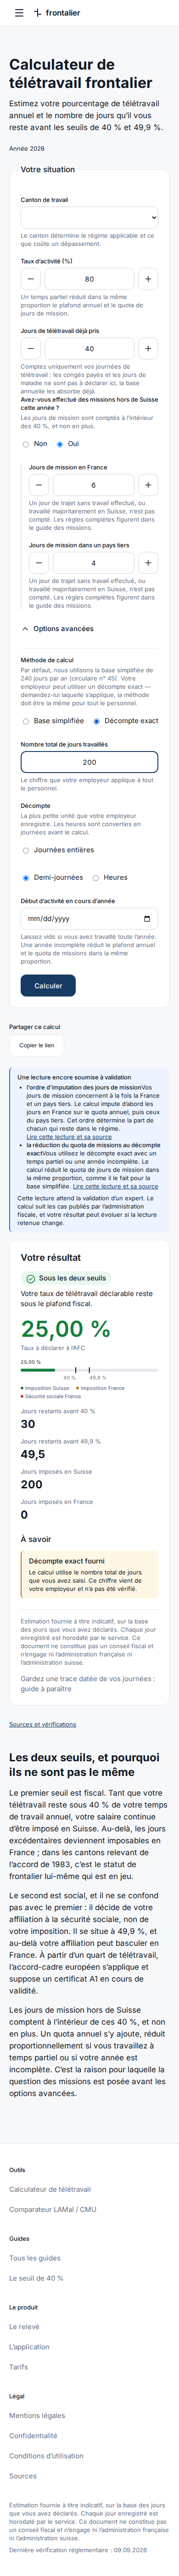 frontalier
Calculateur de
télétravail frontalier
Estimez votre pourcentage de télétravail
annuel et le nombre de jours qu’il vous
reste avant les seuils de 40 % et 49,9 %.
Année 2026
Votre situation
Canton de travail
Le canton détermine le régime applicable et ce
que coûte un dépassement.
Taux d’activité (%)
80
Un temps partiel réduit dans la même
proportion le plafond annuel et le quota de
jours de mission.
Jours de télétravail déjà pris
40
Comptez uniquement vos journées de
télétravail : les congés payés et les jours de
maladie ne sont pas à déclarer ici, la base
annuelle les absorbe déjà.
Avez-vous effectué des missions hors de Suisse
cette année ?
Les jours de mission sont comptés à l’intérieur
des 40 %, et non en plus.
Non
Oui
Jours de mission en France
6
Un jour de trajet sans travail effectué, ou
travaillé majoritairement en Suisse, n’est pas
compté. Les règles complètes figurent dans
le guide des missions.
Jours de mission dans un pays tiers
4
Un jour de trajet sans travail effectué, ou
travaillé majoritairement en Suisse, n’est pas
compté. Les règles complètes figurent dans
le guide des missions.
Options avancées
Méthode de calcul
Par défaut, nous utilisons la base simplifiée de
240 jours par an (circulaire n° 45). Votre
employeur peut utiliser un décompte exact —
demandez-lui laquelle s’applique, la méthode
doit être la même pour tout le personnel.
Base simplifiée
Décompte exact
Nombre total de jours travaillés
200
Le chiffre que votre employeur applique à tout
le personnel.
Décompte
La plus petite unité que votre employeur
enregistre. Les heures sont converties en
journées avant le calcul.
Journées entières
Demi-journées
Heures
Début d’activité en cours d’année
mm/dd/yyyy
Laissez vide si vous avez travaillé toute l’année.
Une année incomplète réduit le plafond annuel
et le quota de missions dans la même
proportion.
Calculer
Partager ce calcul
Copier le lien
Une lecture encore soumise à validation
l’ordre d’imputation des jours de missionVos
jours de mission concernent à la fois la France
et un pays tiers. Le calcul impute d’abord les
jours en France sur le quota annuel, puis ceux
du pays tiers. Cet ordre détermine la part de
chacun qui reste dans le régime.
Lire cette lecture et sa source
la réduction du quota de missions au décompte
exactVous utilisez le décompte exact avec un
temps partiel ou une année incomplète. Le
calcul réduit le quota de jours de mission dans
la même proportion, comme il le fait pour la
base simplifiée. Lire cette lecture et sa source
Cette lecture attend la validation d’un expert. Le
calcul suit les cas publiés par l’administration
fiscale, et votre résultat peut évoluer si la lecture
retenue change.
Votre résultat
Sous les deux seuils
Votre taux de télétravail déclarable reste
sous le plafond fiscal.
25,00 %
Taux à déclarer à l’AFC
25,00 %
40 %
49,9 %
Imposition Suisse
Imposition France
Sécurité sociale France
Jours restants avant 40 %
30
Jours restants avant 49,9 %
49,5
Jours imposés en Suisse
200
Jours imposés en France
0
À savoir
Décompte exact fourni
Le calcul utilise le nombre total de jours
que vous avez saisi. Ce chiffre vient de
votre employeur et n’a pas été vérifié.
Estimation fournie à titre indicatif, sur la base
des jours que vous avez déclarés. Chaque jour
enregistré est horodaté par le service. Ce
document ne constitue pas un conseil fiscal et
n’engage ni l’administration française ni
l’administration suisse.
Gardez une trace datée de vos journées :
guide à paraître
Sources et vérifications
Les deux seuils, et pourquoi
ils ne sont pas le même
Le premier seuil est fiscal. Tant que votre
télétravail reste sous 40 % de votre temps
de travail annuel, votre salaire continue
d’être imposé en Suisse. Au-delà, les jours
excédentaires deviennent imposables en
France ; dans les cantons relevant de
l’accord de 1983, c’est le statut de
frontalier lui-même qui est en jeu.
Le second est social, et il ne se confond
pas avec le premier : il décide de votre
affiliation à la sécurité sociale, non de
votre imposition. Il se situe à 49,9 %, et
au-delà votre affiliation peut basculer en
France. À partir d’un quart de télétravail,
l’accord-cadre européen s’applique et
suppose un certificat A1 en cours de
validité.
Les jours de mission hors de Suisse
comptent à l’intérieur de ces 40 %, et non
en plus. Un quota annuel s’y ajoute, réduit
proportionnellement si vous travaillez à
temps partiel ou si votre année est
incomplète. C’est la raison pour laquelle la
question des missions est posée avant les
options avancées.
Outils
Calculateur de télétravail
Comparateur LAMal / CMU
Guides
Tous les guides
Le seuil de 40 %
Le produit
Le relevé
L’application
Tarifs
Légal
Mentions légales
Confidentialité
Conditions d’utilisation
Sources
Estimation fournie à titre indicatif, sur la base des jours
que vous avez déclarés. Chaque jour enregistré est
horodaté par le service. Ce document ne constitue pas
un conseil fiscal et n’engage ni l’administration française
ni l’administration suisse.
Dernière vérification réglementaire : 09.09.2026